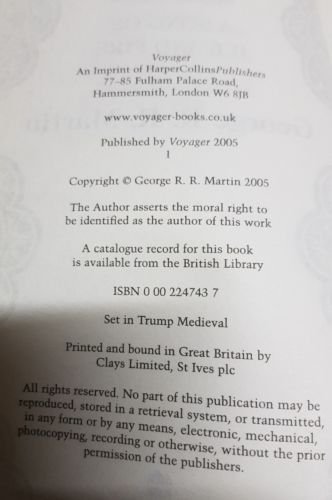 Voyager
An Imprint of HarperCollinsPublishers
77–85 Fulham Palace Road,
Hammersmith, London W6 8JB
www.voyager-books.co.uk
Published by Voyager 2005
1
Copyright © George R. R. Martin 2005
The Author asserts the moral right to
be identified as the author of this work
A catalogue record for this book
is available from the British Library
ISBN 0 00 224743 7
Set in Trump Medieval
Printed and bound in Great Britain by
Clays Limited, St Ives plc
All rights reserved. No part of this publication may be
reproduced, stored in a retrieval system, or transmitted,
in any form or by any means, electronic, mechanical,
photocopying, recording or otherwise, without the prior
permission of the publishers.